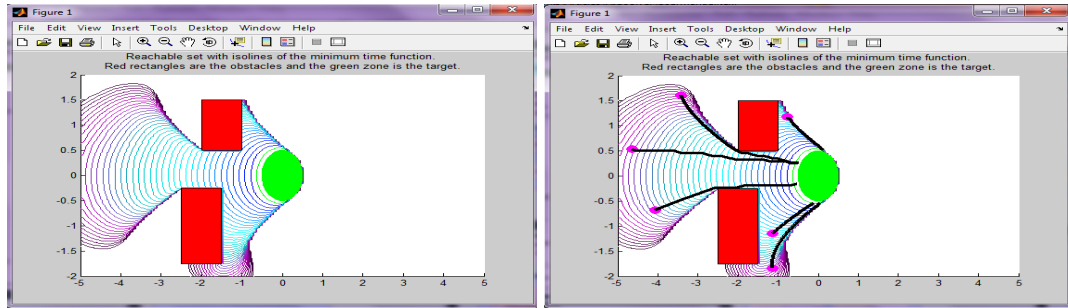 Figure 1
File Edit View Insert Tools Desktop Window Help
Reachable set with isolines of the minimum time function.
Red rectangles are the obstacles and the green zone is the target.
2
1.5
1
0.5
0
-0.5
-1
-1.5
-2
-5 -4 -3 -2 -1 0 1 2 3 4 5
Figure 1
File Edit View Insert Tools Desktop Window Help
Reachable set with isolines of the minimum time function.
Red rectangles are the obstacles and the green zone is the target.
2
1.5
1
0.5
0
-0.5
-1
-1.5
-2
-5 -4 -3 -2 -1 0 1 2 3 4 5